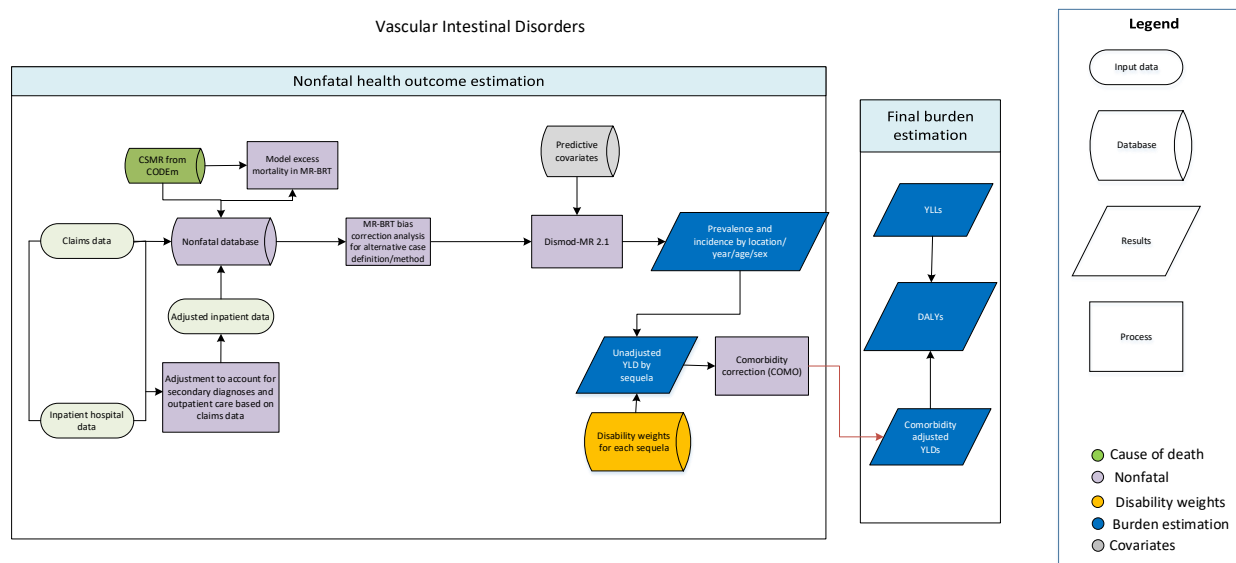 Vascular Intestinal Disorders
Nonfatal health outcome estimation
CSMR from
CODEm
Model excess
mortality in MR-BRT
Predictive
covariates
Claims data
Nonfatal database
MR-BRT bias
correction analysis
for alternative case
definition/method
Dismod-MR 2.1
Prevalence and
incidence by location/
year/age/sex
Adjusted inpatient data
Adjustment to account for
secondary diagnoses and
outpatient care based on
claims data
Inpatient hospital
data
Unadjusted
YLD by
sequela
Comorbidity
correction (COMO)
Disability weights
for each sequela
Final burden
estimation
YLLs
DALYs
Comorbidity
adjusted
YLDs
Legend
Input data
Database
Results
Process
Cause of death
Nonfatal
Disability weights
Burden estimation
Covariates